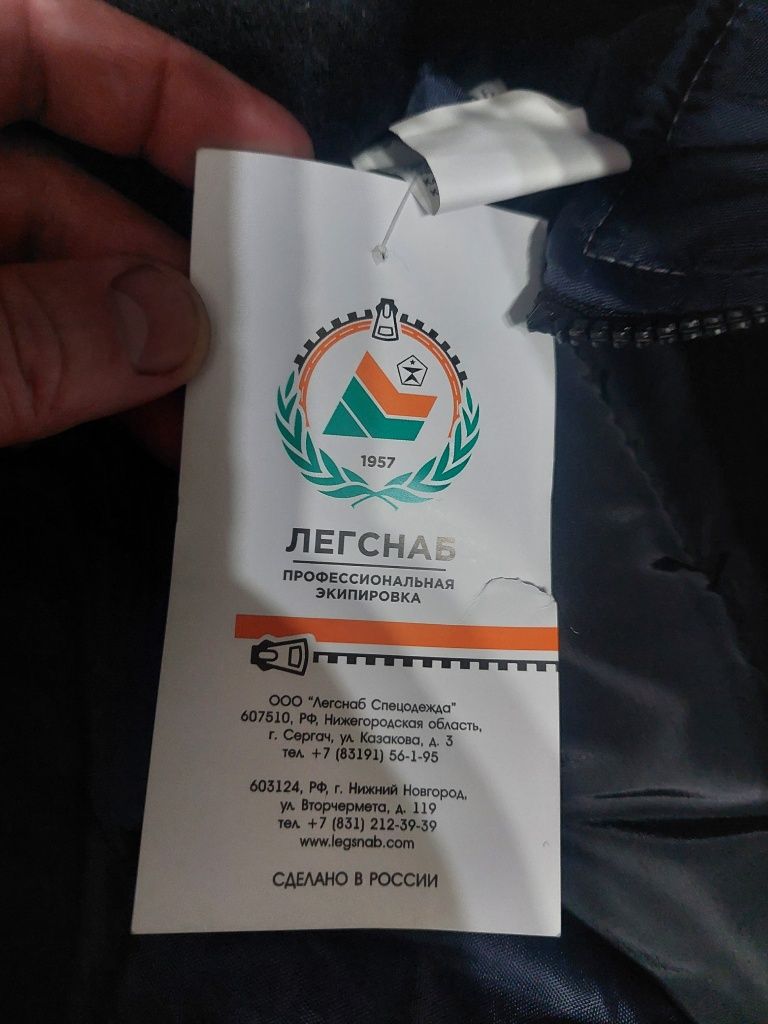 1957
ЛЕГСНАБ
ПРОФЕССИОНАЛЬНАЯ
ЭКИПИРОВКА
ООО "Легснаб Спецодежда"
607510, РФ, Нижегородская область,
г. Сергач, ул. Казакова, д. 3
тел. +7 (83191) 56-1-95
603124, РФ, г. Нижний Новгород,
ул. Вторчермета, д. 119
тел. +7 (831) 212-39-39
www.legsnab.com
СДЕЛАНО В РОССИИ